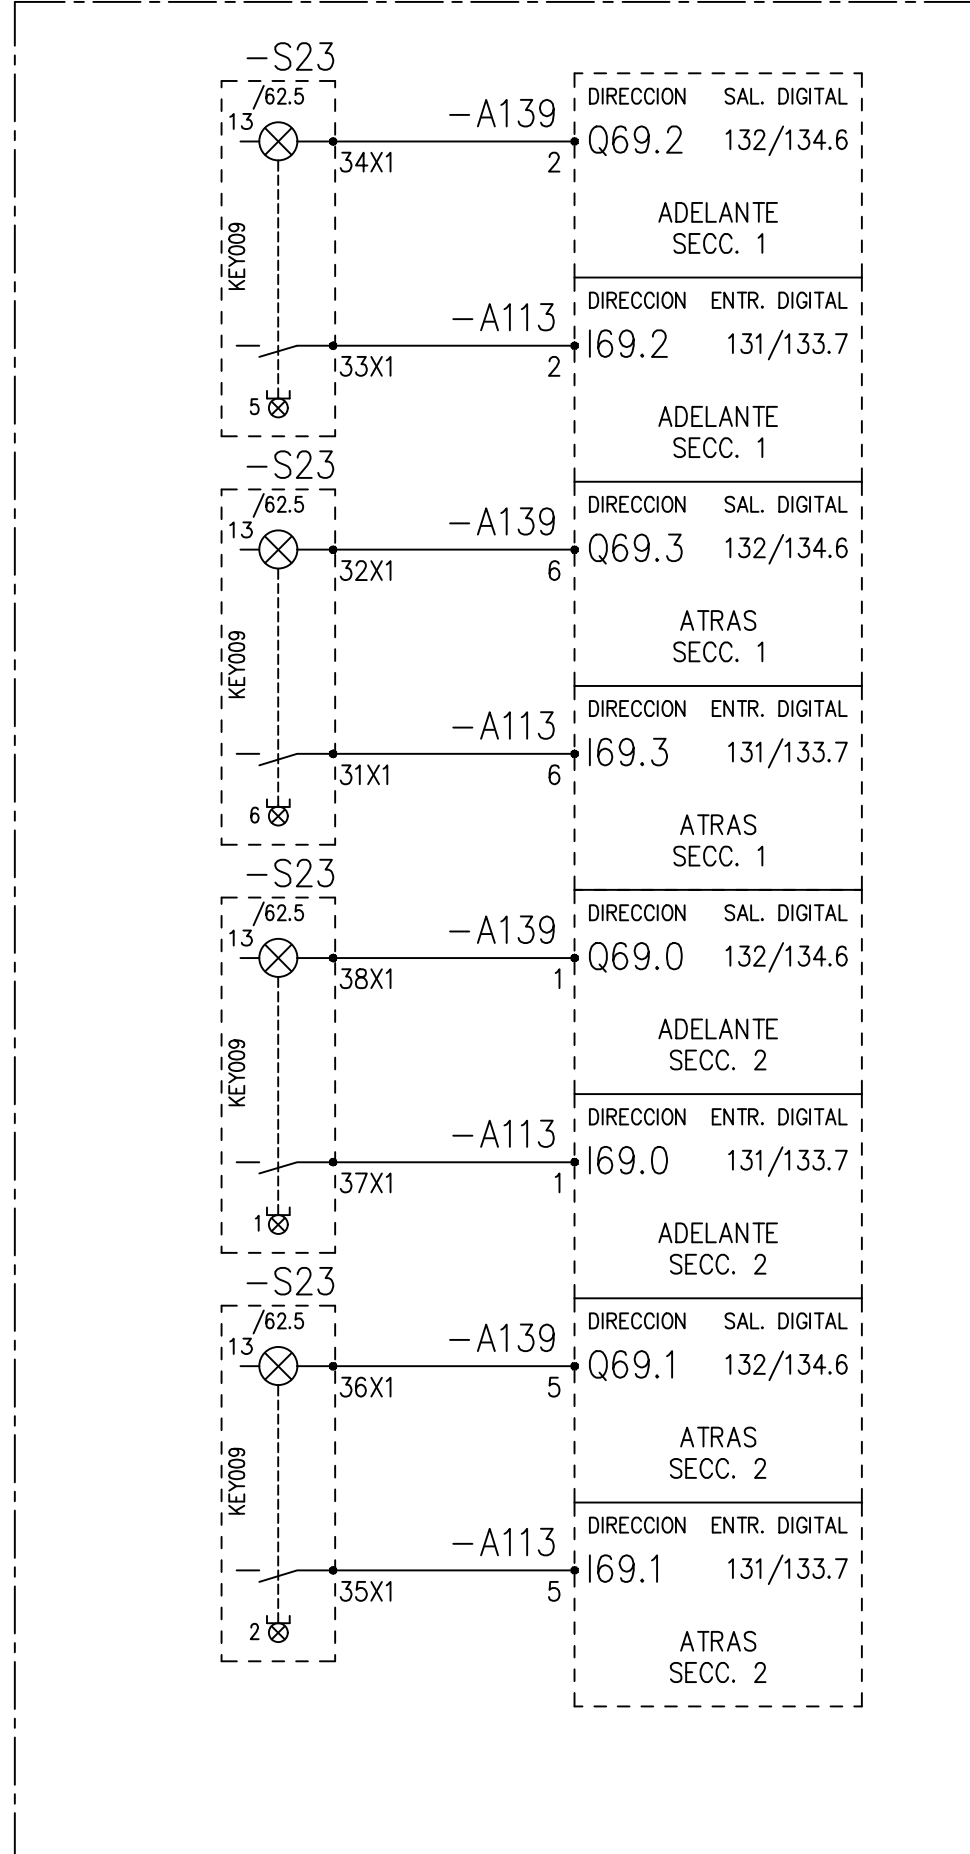 -S23
/62.5
13
-A139
34X1
2
DIRECCION SAL. DIGITAL
Q69.2 132/134.6
ADELANTE
SECC. 1
KEY009
-A113
33X1
2
5
DIRECCION ENTR. DIGITAL
I69.2 131/133.7
ADELANTE
SECC. 1
-S23
/62.5
13
-A139
32X1
6
DIRECCION SAL. DIGITAL
Q69.3 132/134.6
ATRAS
SECC. 1
KEY009
-A113
31X1
6
6
DIRECCION ENTR. DIGITAL
I69.3 131/133.7
ATRAS
SECC. 1
-S23
/62.5
13
-A139
38X1
1
DIRECCION SAL. DIGITAL
Q69.0 132/134.6
ADELANTE
SECC. 2
KEY009
-A113
37X1
1
1
DIRECCION ENTR. DIGITAL
I69.0 131/133.7
ADELANTE
SECC. 2
-S23
/62.5
13
-A139
36X1
5
DIRECCION SAL. DIGITAL
Q69.1 132/134.6
ATRAS
SECC. 2
KEY009
-A113
35X1
5
2
DIRECCION ENTR. DIGITAL
I69.1 131/133.7
ATRAS
SECC. 2